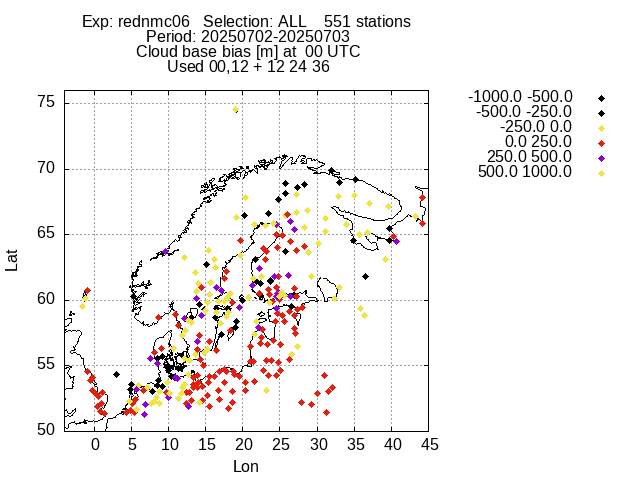 Exp: rednmc06   Selection: ALL    551 stations
Period: 20250702-20250703
Cloud base bias [m] at  00 UTC
Used 00,12 + 12 24 36
-1000.0 -500.0
-500.0 -250.0
-250.0 0.0
0.0 250.0
250.0 500.0
500.0 1000.0
75
70
65
60
55
50
Lat
0 5 10 15 20 25 30 35 40 45
Lon